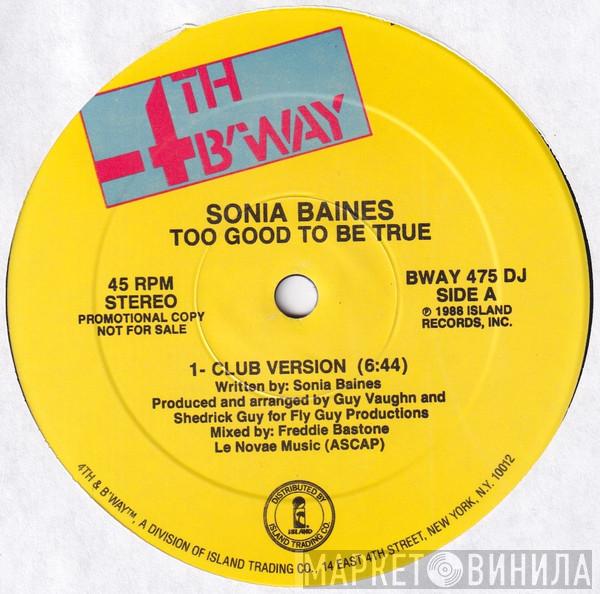 4TH
B'WAY
SONIA BAINES
TOO GOOD TO BE TRUE
45 RPM
STEREO
PROMOTIONAL COPY
NOT FOR SALE
BWAY 475 DJ
SIDE A
℗ 1988 ISLAND
RECORDS, INC.
1- CLUB VERSION (6:44)
Written by: Sonia Baines
Produced and arranged by Guy Vaughn and
Shedrick Guy for Fly Guy Productions
Mixed by: Freddie Bastone
Le Novae Music (ASCAP)
DISTRIBUTED BY
ISLAND
ISLAND TRADING CO.
4TH & B'WAY™, A DIVISION OF ISLAND TRADING CO., 14 EAST 4TH STREET, NEW YORK, N.Y. 10012
МАРКЕТ ВИНИЛА